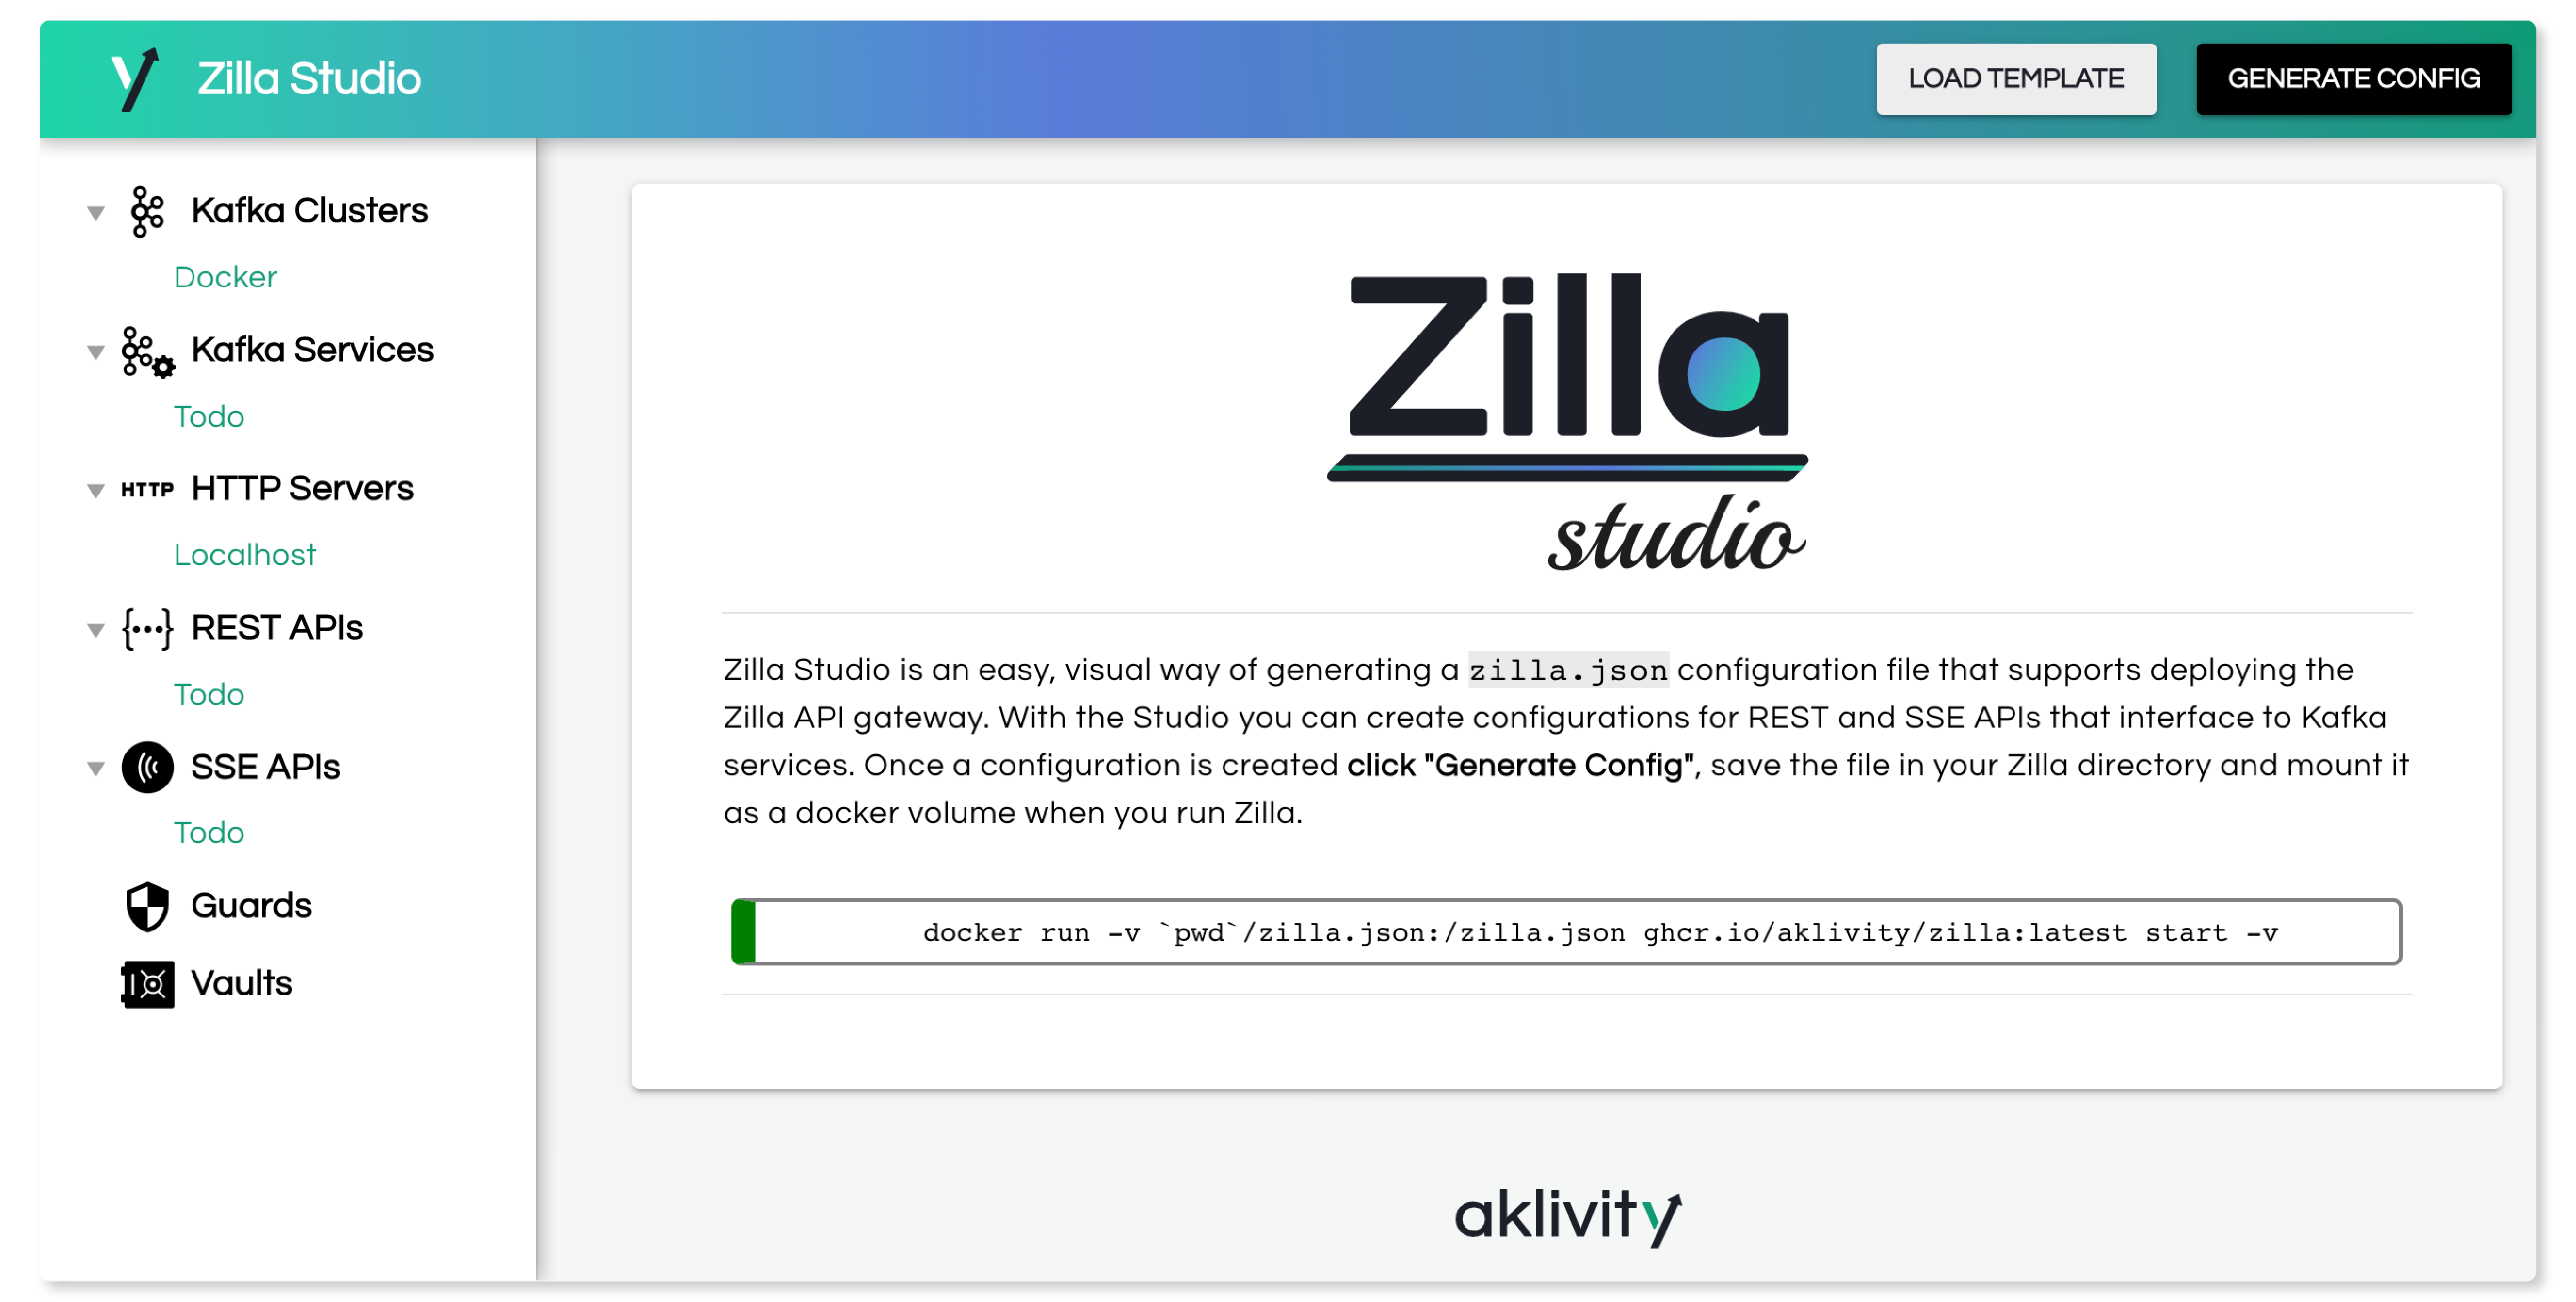 Zilla Studio
LOAD TEMPLATE
GENERATE CONFIG
Kafka Clusters
Docker
Kafka Services
Todo
HTTP HTTP Servers
Localhost
REST APIs
Todo
SSE APIs
Todo
Guards
Vaults
Zilla
studio
Zilla Studio is an easy, visual way of generating a zilla.json configuration file that supports deploying the
Zilla API gateway. With the Studio you can create configurations for REST and SSE APIs that interface to Kafka
services. Once a configuration is created click "Generate Config", save the file in your Zilla directory and mount it
as a docker volume when you run Zilla.
docker run -v `pwd`/zilla.json:/zilla.json ghcr.io/aklivity/zilla:latest start -v
aklivity